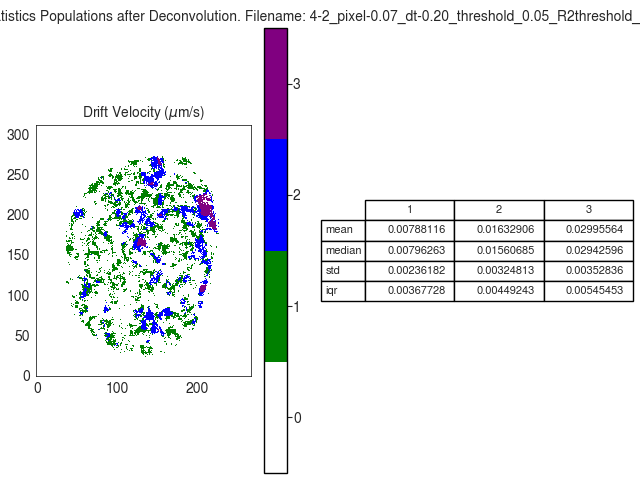 tistics Populations after Deconvolution. Filename: 4-2_pixel-0.07_dt-0.20_threshold_0.05_R2threshold_
Drift Velocity (μm/s)
300
250
200
150
100
50
0
0 100 200
3
2
1
0
1 2 3
mean 0.00788116 0.01632906 0.02995564
median 0.00796263 0.01560685 0.02942596
std 0.00236182 0.00324813 0.00352836
iqr 0.00367728 0.00449243 0.00545453